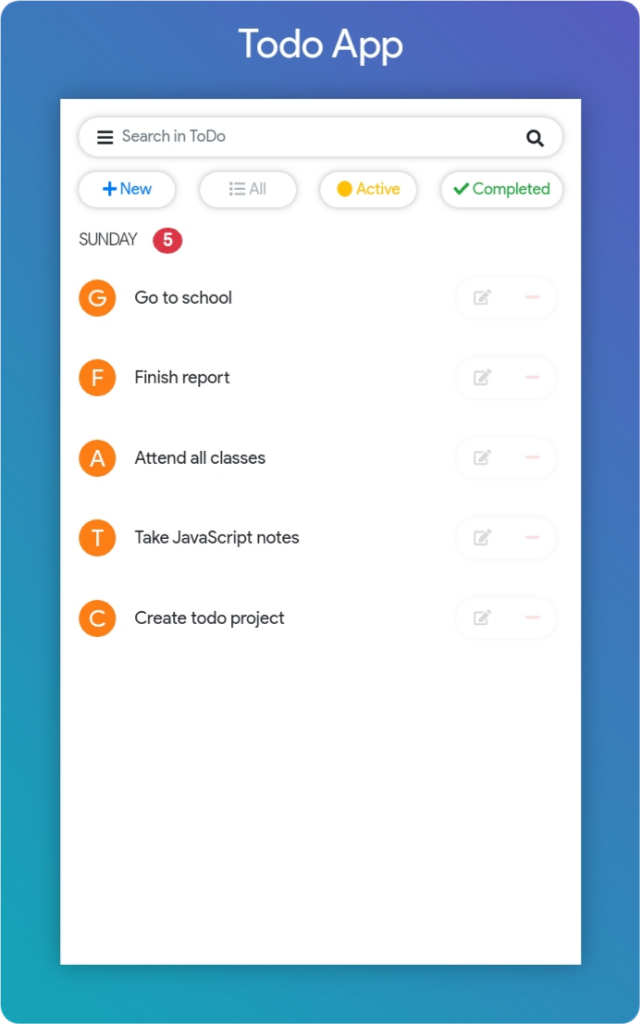 Todo App
Search in ToDo
New All Active Completed
SUNDAY 5
G Go to school
F Finish report
A Attend all classes
T Take JavaScript notes
C Create todo project